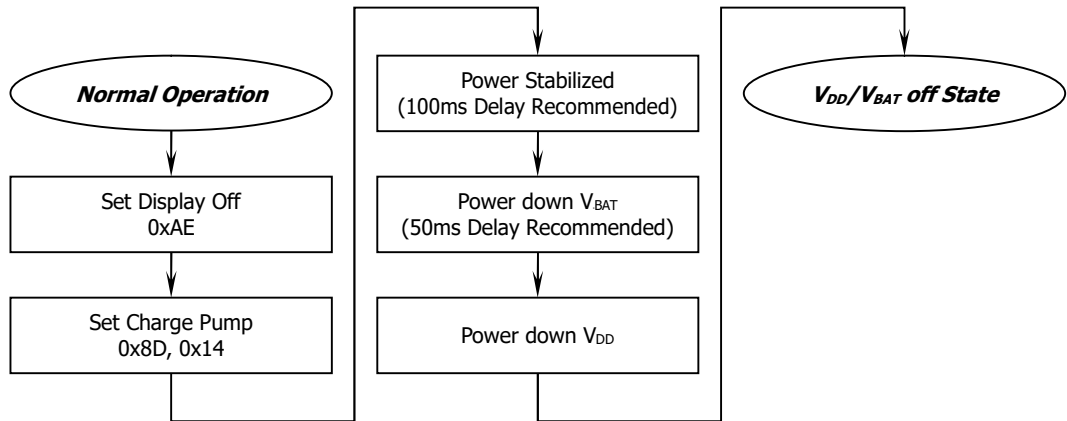 Normal Operation
Set Display Off
0xAE
Set Charge Pump
0x8D, 0x14
Power Stabilized
(100ms Delay Recommended)
Power down VBAT
(50ms Delay Recommended)
Power down VDD
VDD/VBAT off State